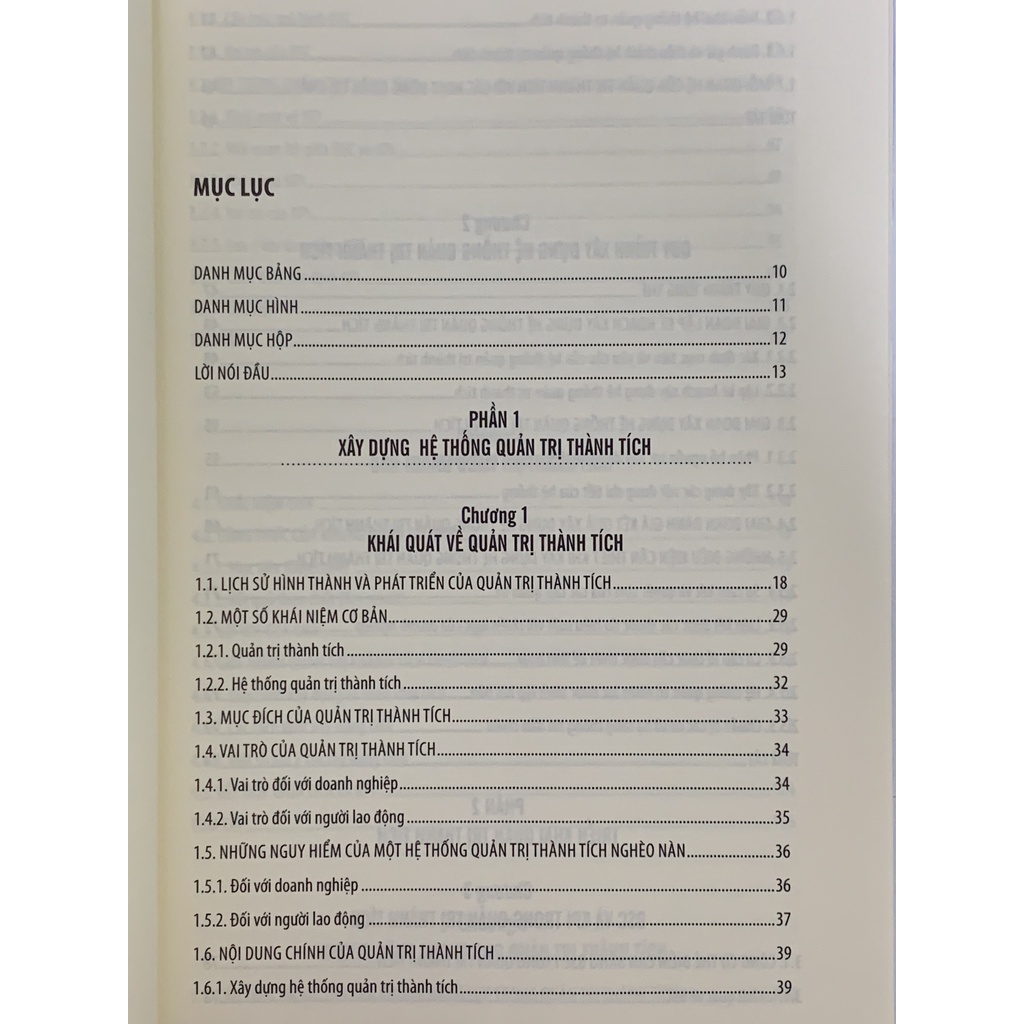 MỤC LỤC
DANH MỤC BẢNG.....10
DANH MỤC HÌNH.....11
DANH MỤC HỘP.....12
LỜI NÓI ĐẦU.....13
PHẦN 1
XÂY DỰNG HỆ THỐNG QUẢN TRỊ THÀNH TÍCH
Chương 1
KHÁI QUÁT VỀ QUẢN TRỊ THÀNH TÍCH
1.1. LỊCH SỬ HÌNH THÀNH VÀ PHÁT TRIỂN CỦA QUẢN TRỊ THÀNH TÍCH.....18
1.2. MỘT SỐ KHÁI NIỆM CƠ BẢN.....29
1.2.1. Quản trị thành tích.....29
1.2.2. Hệ thống quản trị thành tích.....32
1.3. MỤC ĐÍCH CỦA QUẢN TRỊ THÀNH TÍCH.....33
1.4. VAI TRÒ CỦA QUẢN TRỊ THÀNH TÍCH.....34
1.4.1. Vai trò đối với doanh nghiệp.....34
1.4.2. Vai trò đối với người lao động.....35
1.5. NHỮNG NGUY HIỂM CỦA MỘT HỆ THỐNG QUẢN TRỊ THÀNH TÍCH NGHÈO NÀN.....36
1.5.1. Đối với doanh nghiệp.....36
1.5.2. Đối với người lao động.....37
1.6. NỘI DUNG CHÍNH CỦA QUẢN TRỊ THÀNH TÍCH.....39
1.6.1. Xây dựng hệ thống quản trị thành tích.....39